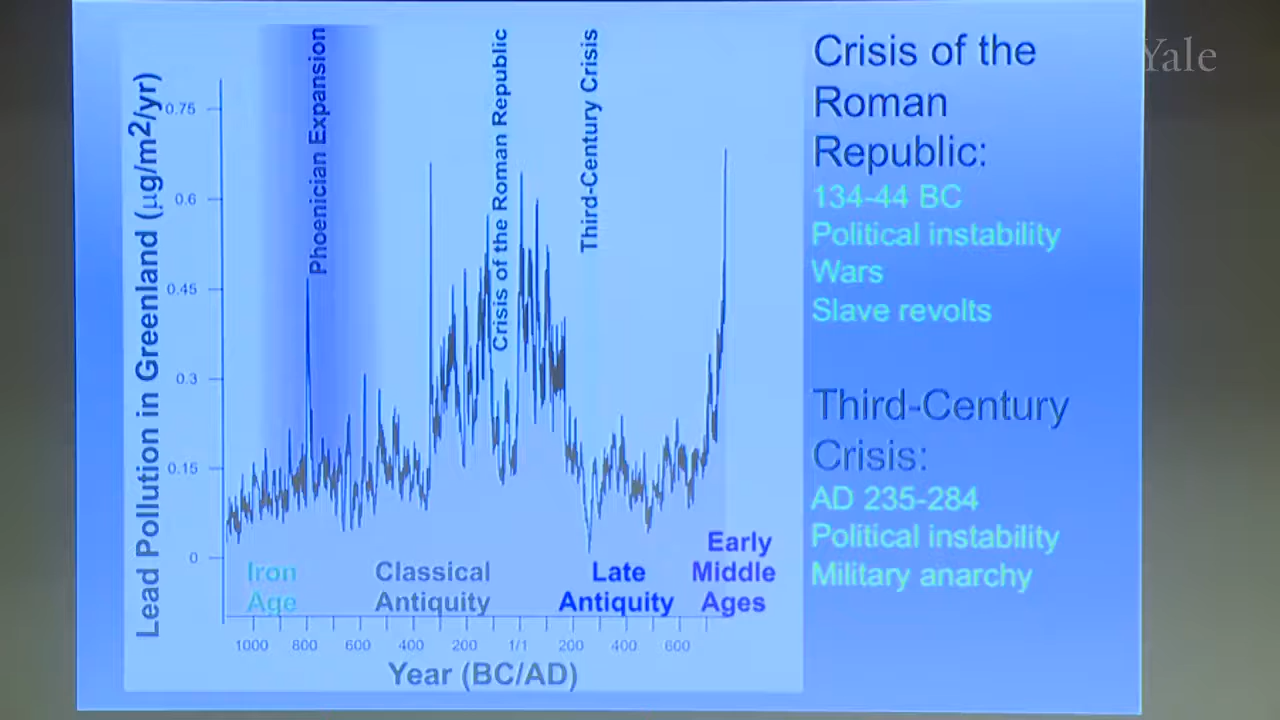 Yale
Lead Pollution in Greenland (µg/m2/yr)
0.75
0.6
0.45
0.3
0.15
0
Phoenician Expansion
Crisis of the Roman Republic
Third-Century Crisis
Iron
Age
Classical
Antiquity
Late
Antiquity
Early
Middle
Ages
1000 800 600 400 200 1/1 200 400 600
Year (BC/AD)
Crisis of the
Roman
Republic:
134-44 BC
Political instability
Wars
Slave revolts
Third-Century
Crisis:
AD 235-284
Political instability
Military anarchy